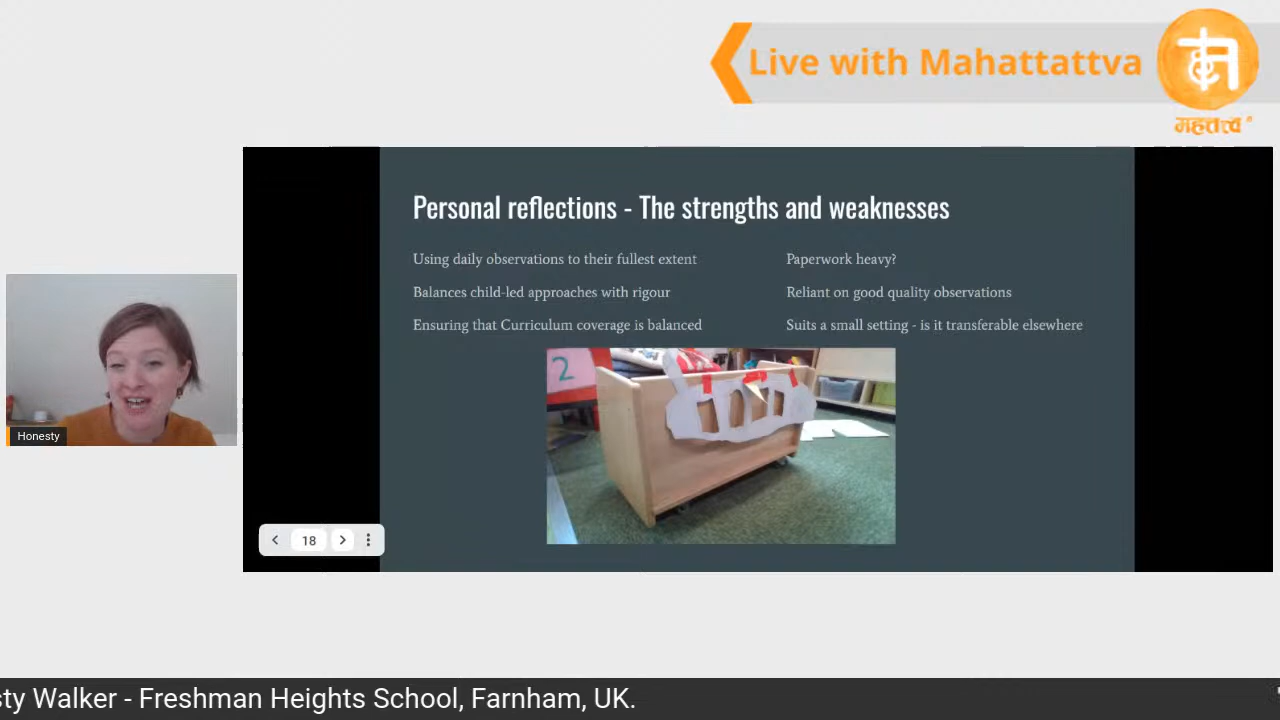 Live with Mahattattva
महत्तत्त्व
Personal reflections - The strengths and weaknesses
Using daily observations to their fullest extent
Balances child-led approaches with rigour
Ensuring that Curriculum coverage is balanced
Paperwork heavy?
Reliant on good quality observations
Suits a small setting - is it transferable elsewhere
2
Honesty
18
sty Walker - Freshman Heights School, Farnham, UK.